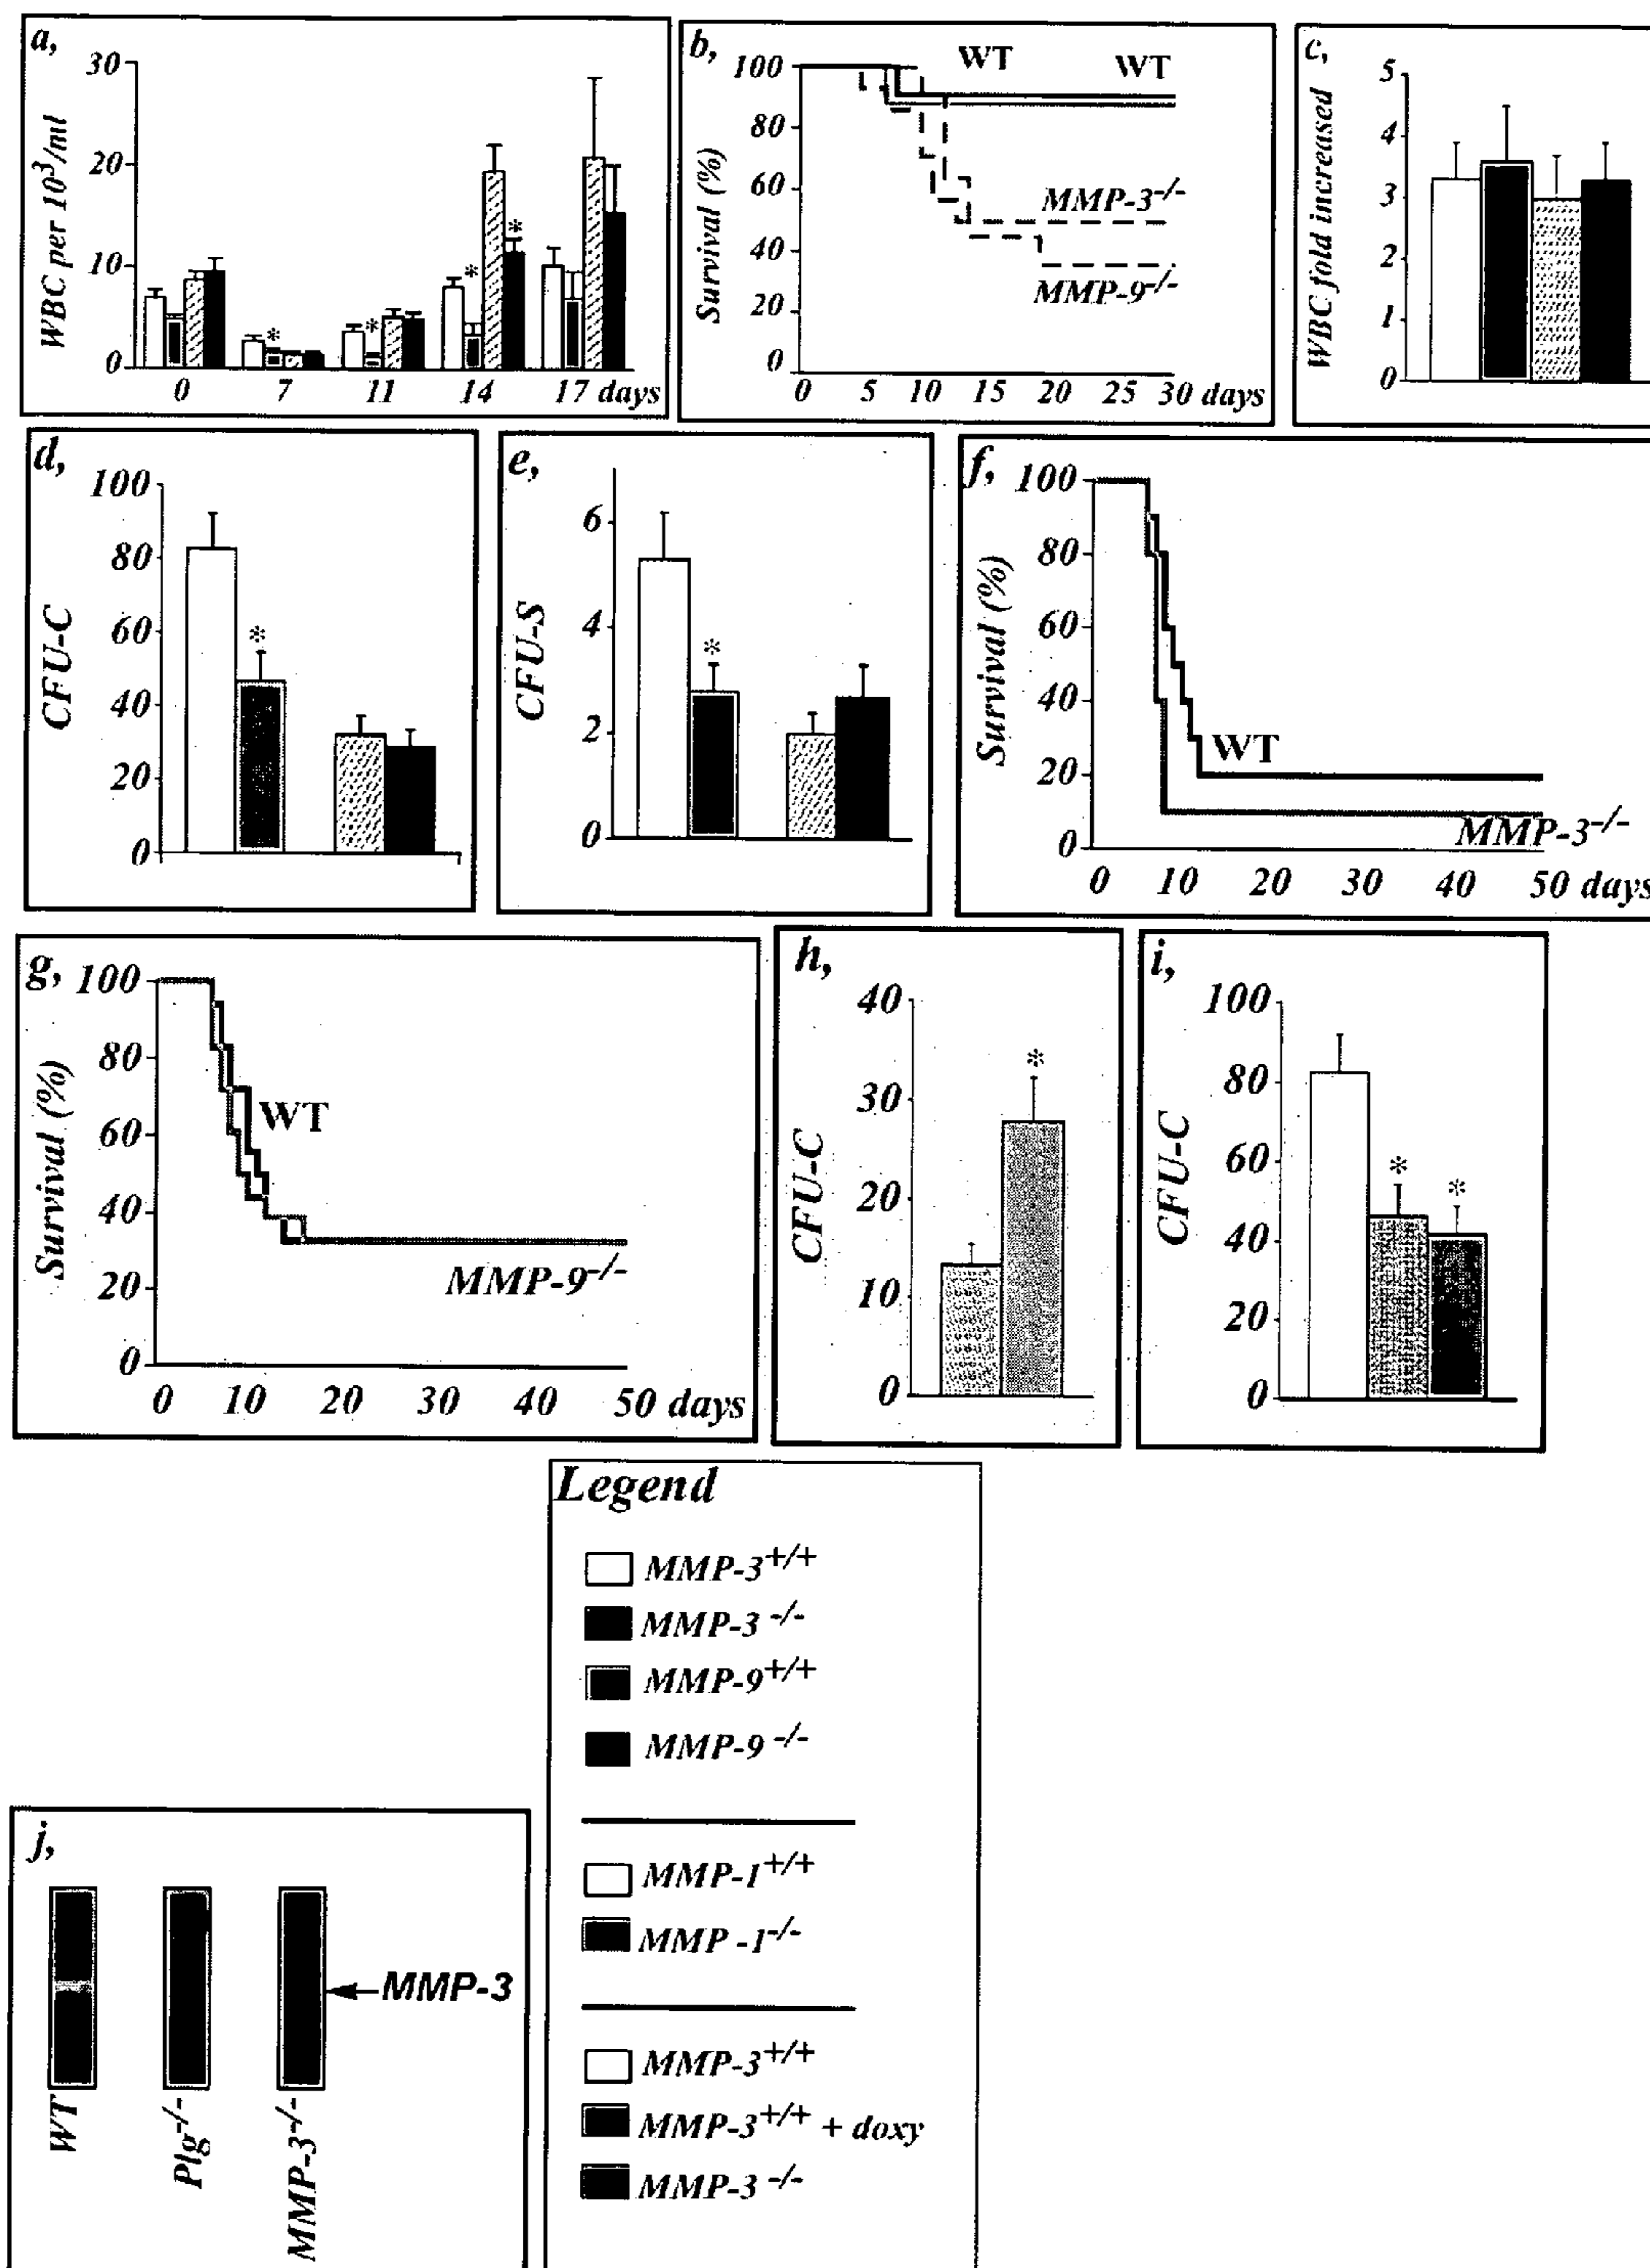 a,
WBC per 10³/ml
30
20
10
0
0 7 11 14 17 days
* * * * *
b,
Survival (%)
100
80
60
40
20
0
WT WT
MMP-3-/-
MMP-9-/-
0 5 10 15 20 25 30 days
c,
WBC fold increased
5
4
3
2
1
0
d,
CFU-C
100
80
60
40
20
0
*
e,
CFU-S
6
4
2
0
*
f,
Survival (%)
100
80
60
40
20
0
WT
MMP-3-/-
0 10 20 30 40 50 days
g,
Survival (%)
100
80
60
40
20
0
WT
MMP-9-/-
0 10 20 30 40 50 days
h,
CFU-C
40
30
20
10
0
*
i,
CFU-C
100
80
60
40
20
0
* *
Legend
MMP-3+/+
MMP-3 -/-
MMP-9+/+
MMP-9 -/-
MMP-1+/+
MMP -1-/-
MMP-3+/+
MMP-3+/+ + doxy
MMP-3 -/-
j,
MMP-3
WT
Plg-/-
MMP-3-/-